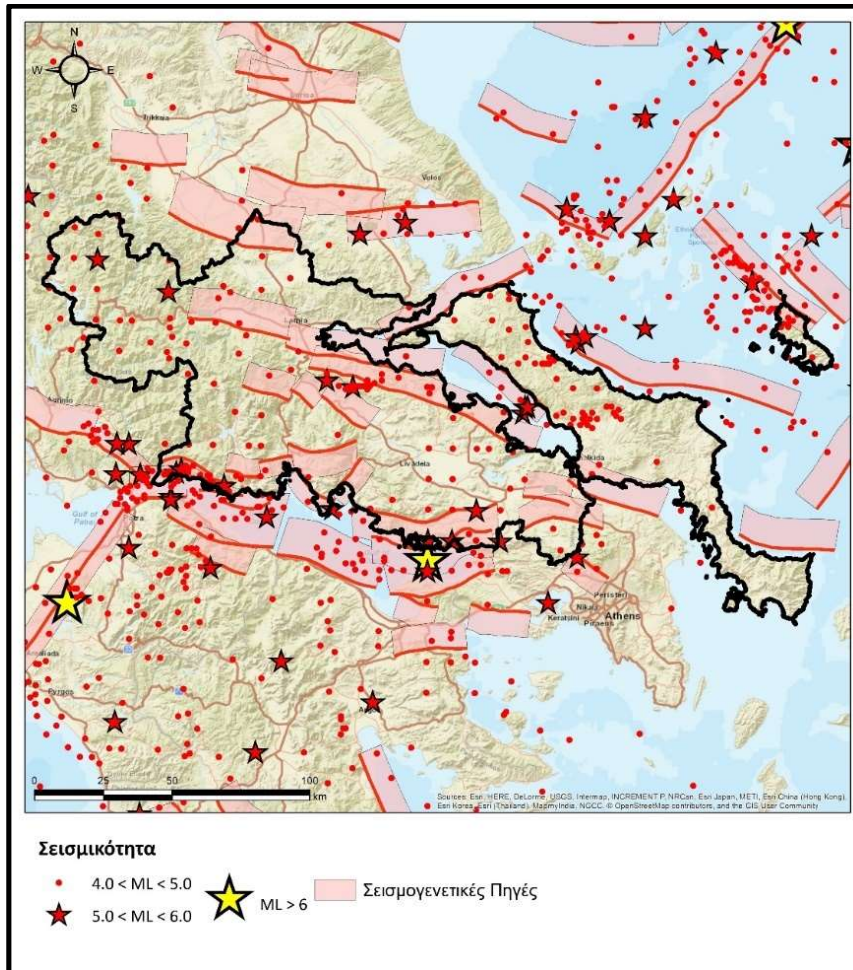 N
W E
S
Trikala
Larisa
Volos
Lamia
Agrinio
Livadeia
Gulf of
Patra
Peristeri
Nikaia
Athens
Keratsini
Piraeus
Pyrgos
0 25 50 100
km
Sources: Esri, HERE, DeLorme, USGS, Intermap, INCREMENT P, NRCan, Esri Japan, METI, Esri China (Hong Kong),
Esri Korea, Esri (Thailand), MapmyIndia, NGCC, © OpenStreetMap contributors, and the GIS User Community
Σεισμικότητα
4.0 < ML < 5.0
5.0 < ML < 6.0
ML > 6
Σεισμογενετικές Πηγές